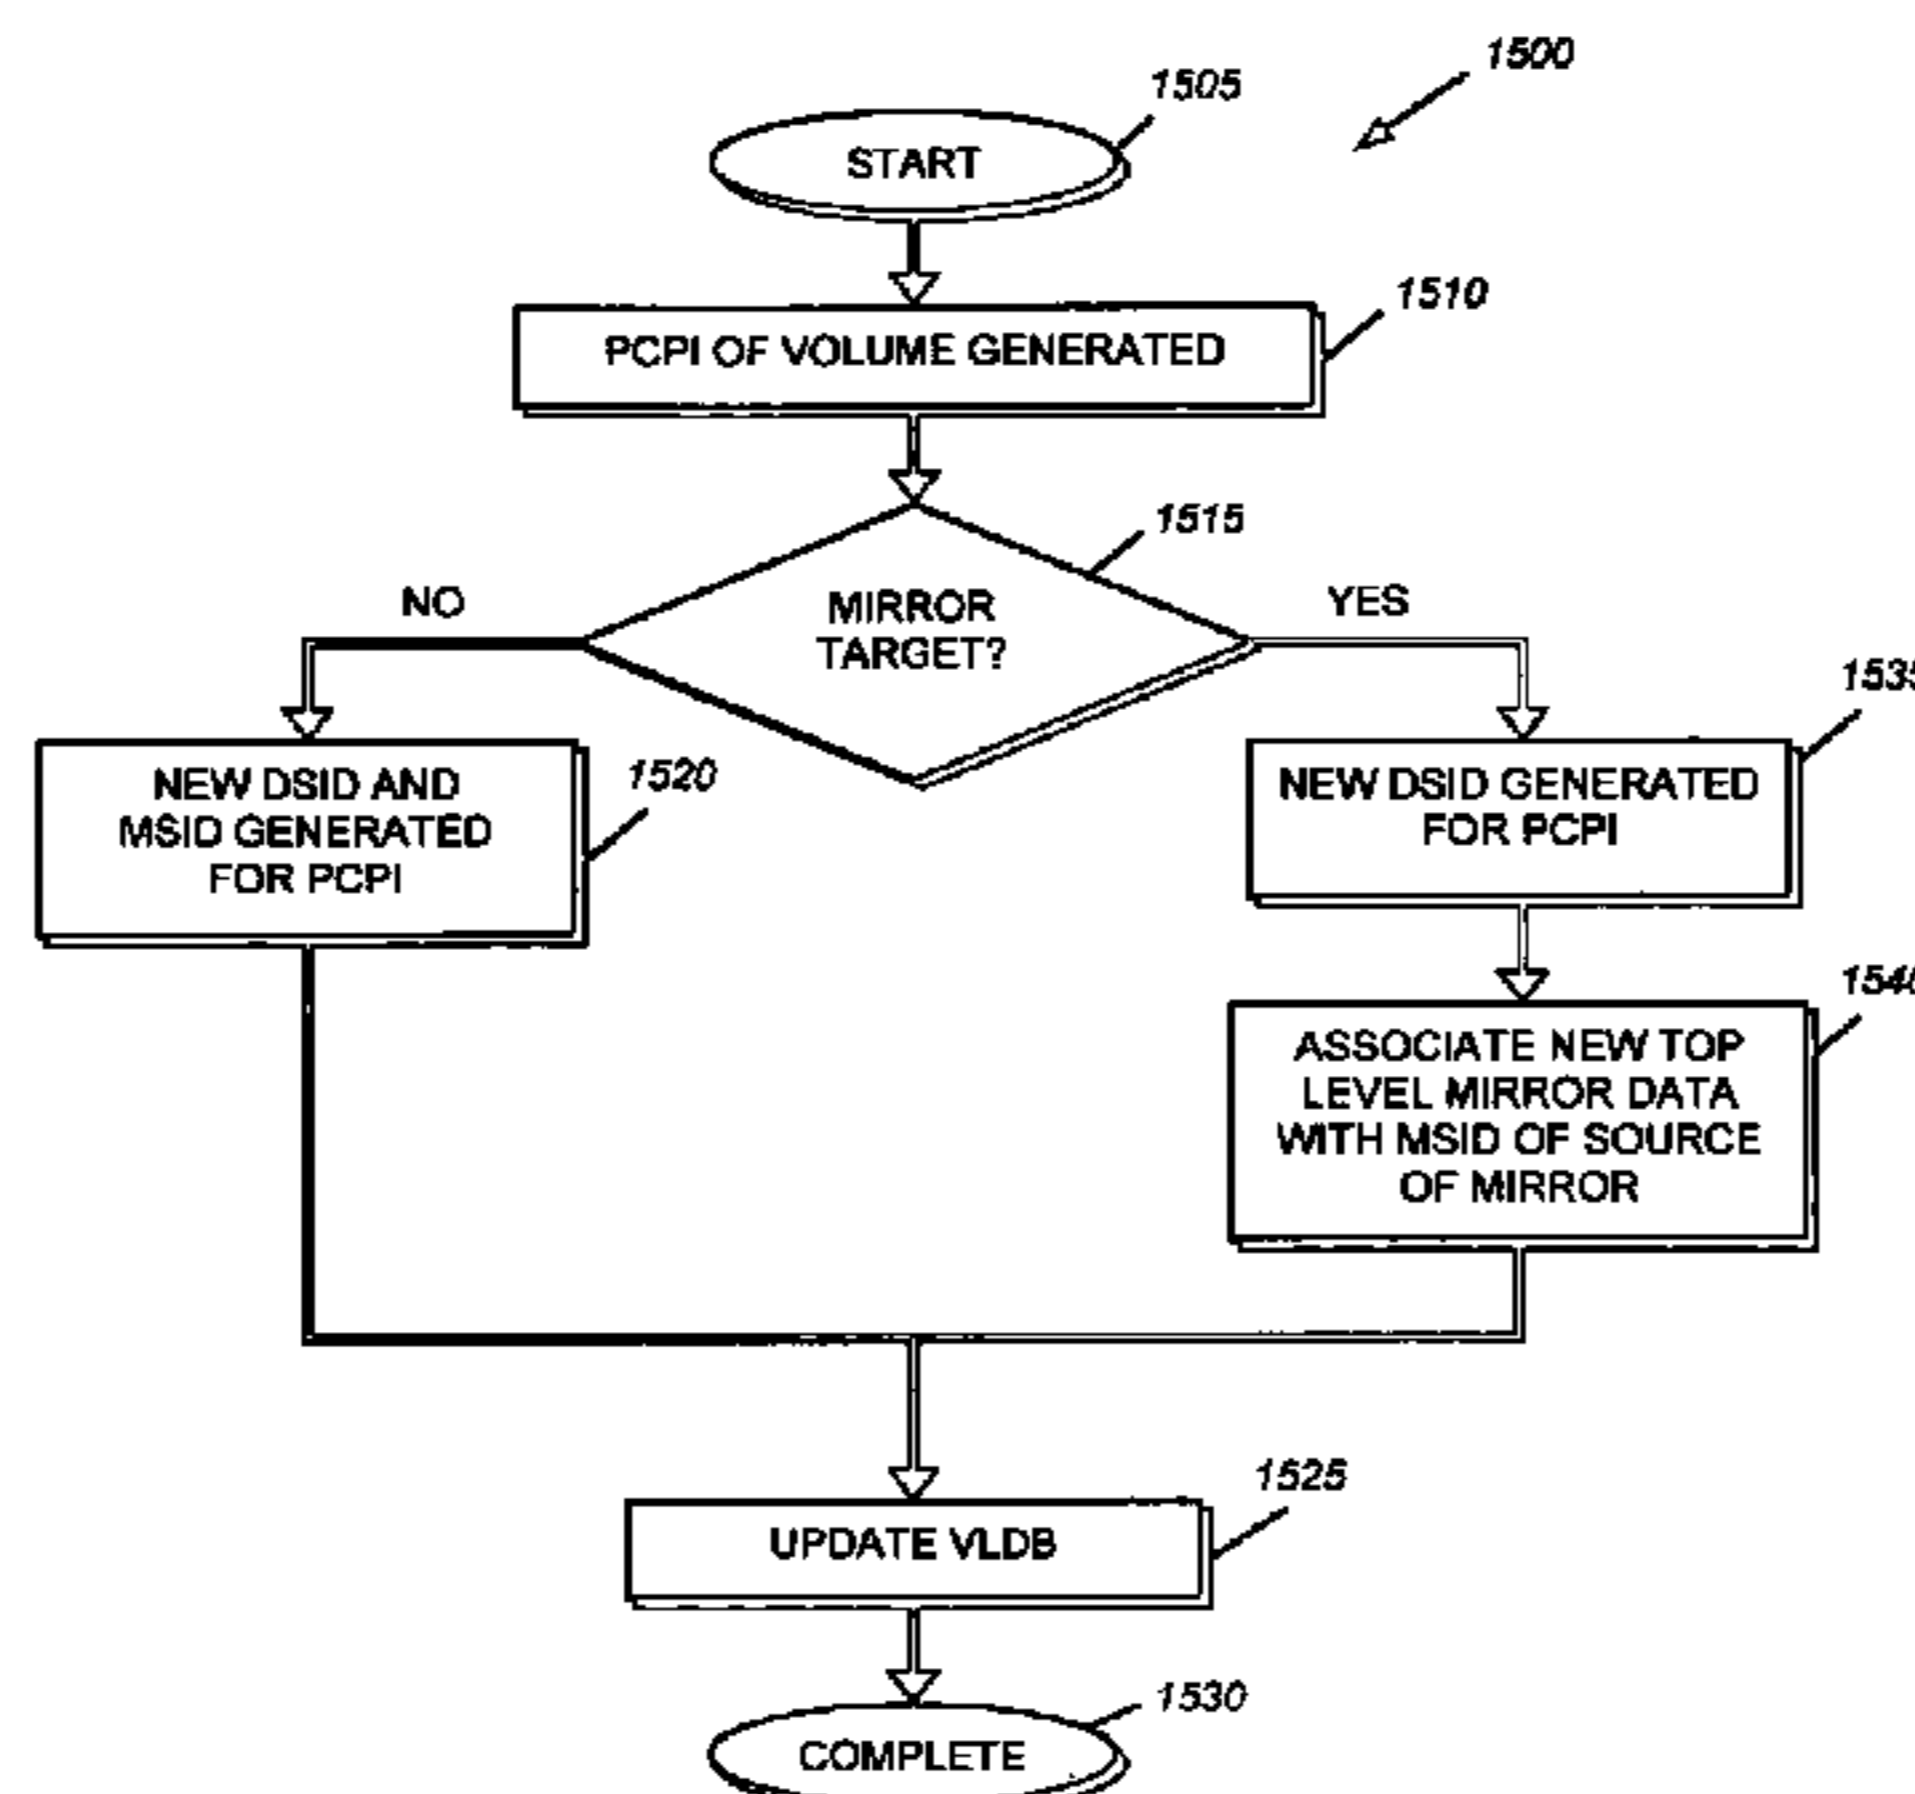 1500
1505
START
1510
PCPI OF VOLUME GENERATED
1515
MIRROR
TARGET?
NO
YES
1520
NEW DSID AND
MSID GENERATED
FOR PCPI
NEW DSID GENERATED
FOR PCPI
ASSOCIATE NEW TOP
LEVEL MIRROR DATA
WITH MSID OF SOURCE
OF MIRROR
1525
UPDATE VLDB
1530
COMPLETE